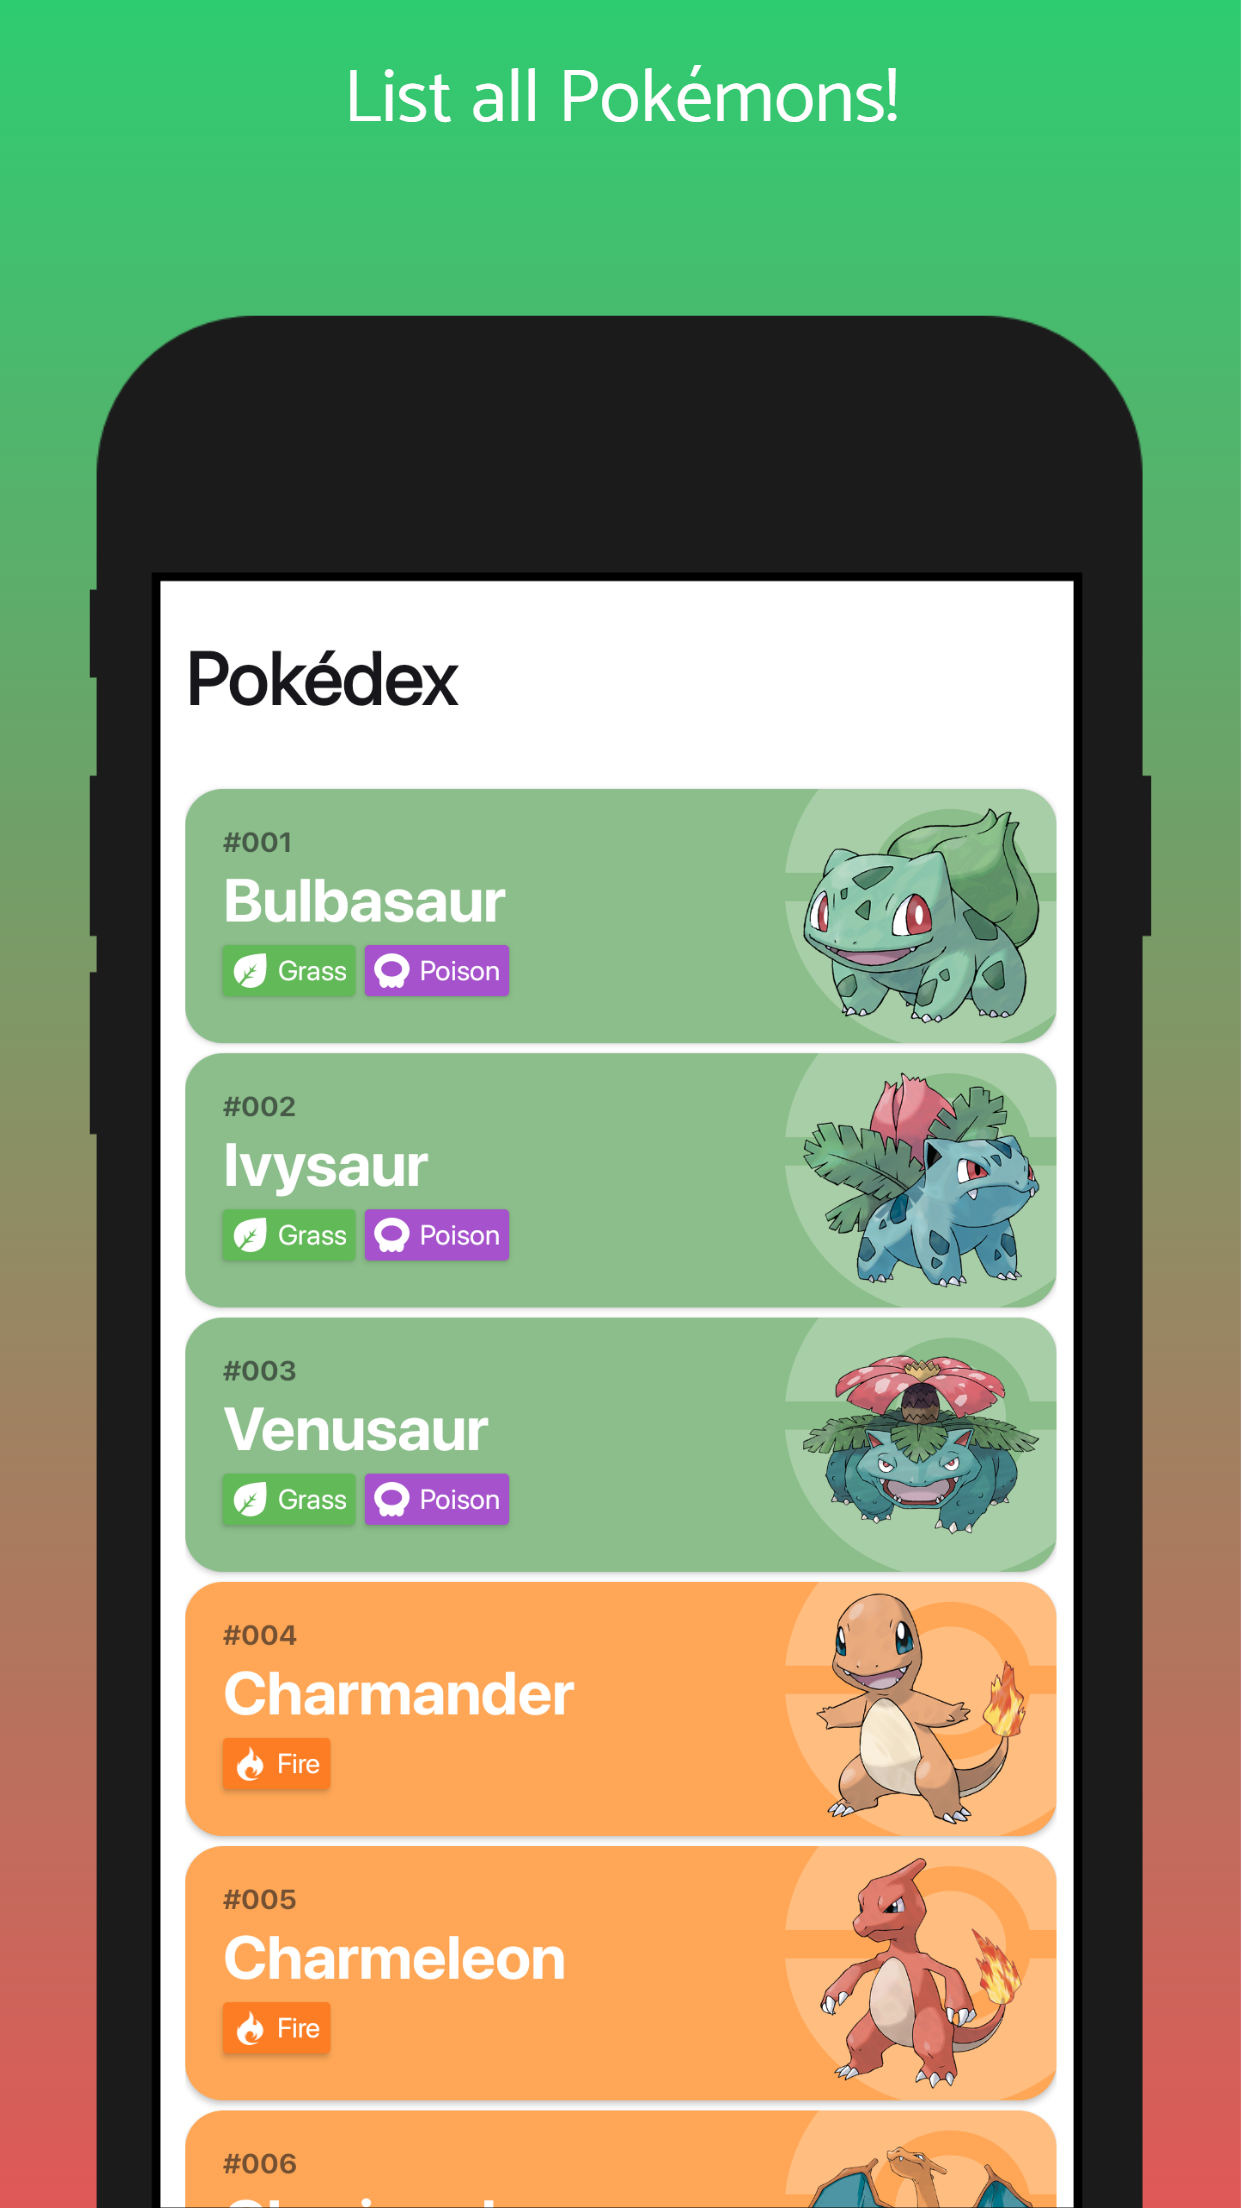 List all Pokémons!
Pokédex
#001
Bulbasaur
Grass Poison
#002
Ivysaur
Grass Poison
#003
Venusaur
Grass Poison
#004
Charmander
Fire
#005
Charmeleon
Fire
#006